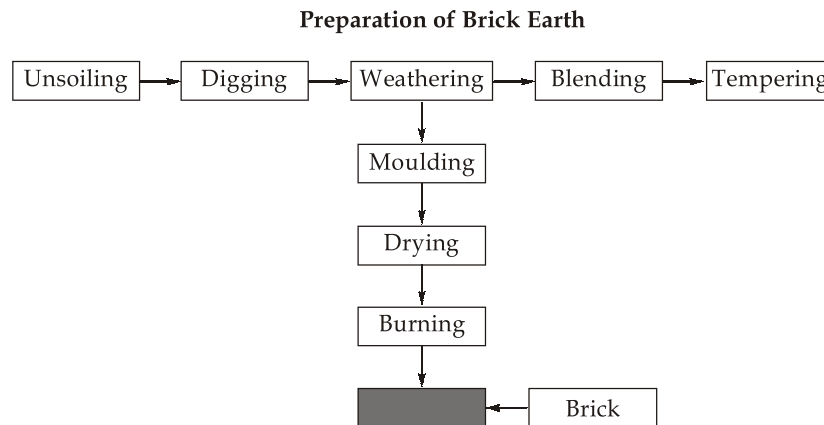 Preparation of Brick Earth
Unsoiling Digging Weathering Blending Tempering
Moulding
Drying
Burning
Brick